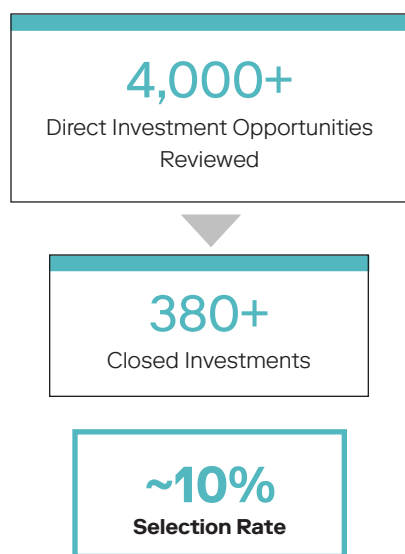 4,000+
Direct Investment Opportunities
Reviewed
380+
Closed Investments
~10%
Selection Rate